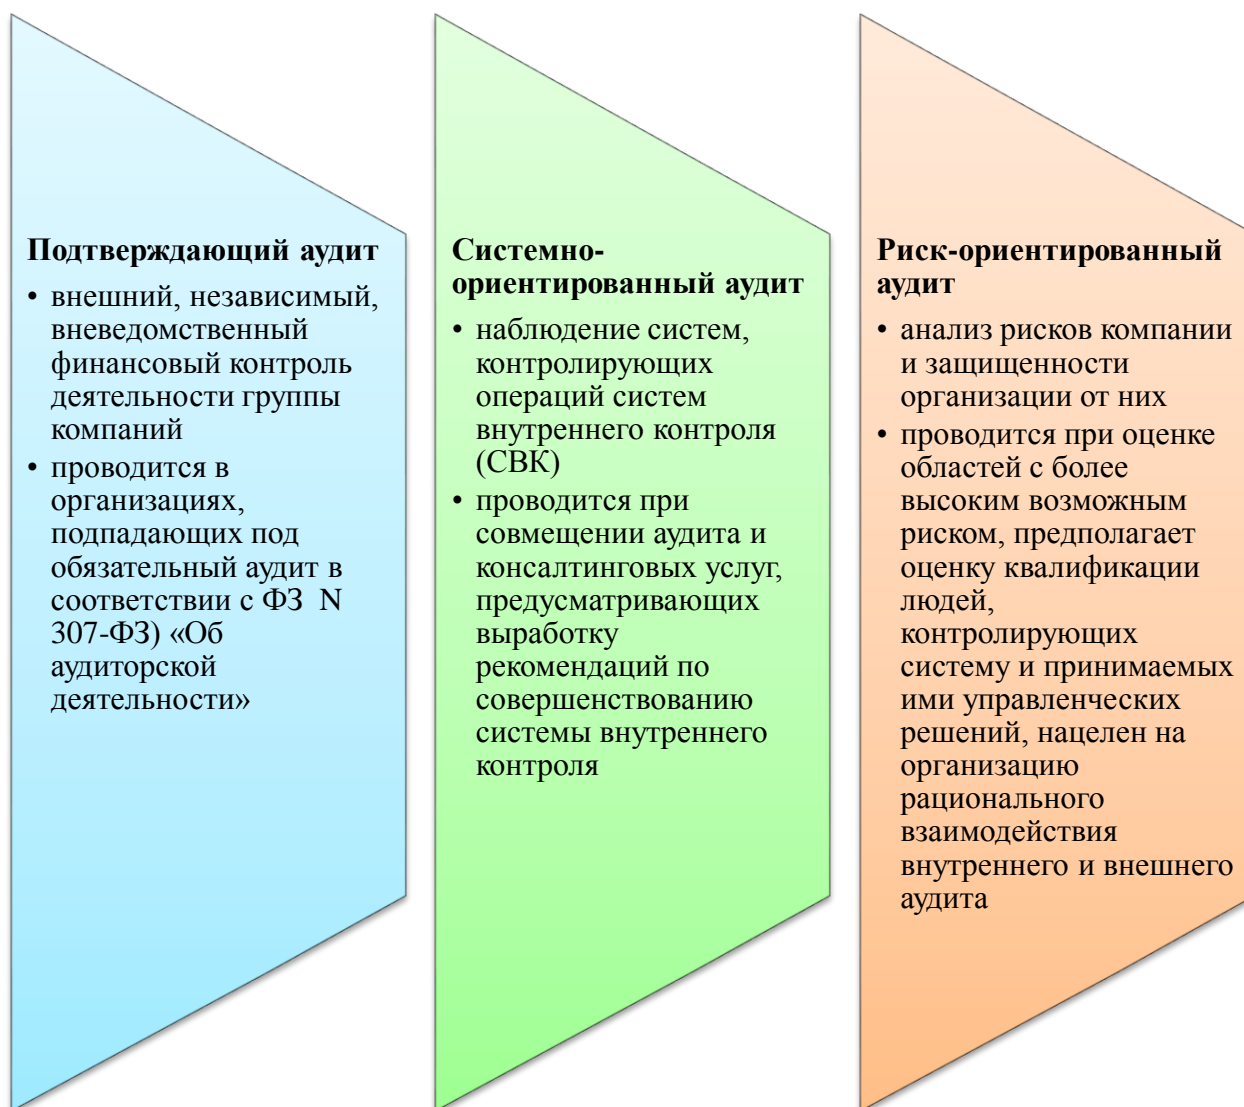 Подтверждающий аудит
• внешний, независимый,
вневедомственный
финансовый контроль
деятельности группы
компаний
• проводится в
организациях,
подпадающих под
обязательный аудит в
соответствии с ФЗ N
307-ФЗ) «Об
аудиторской
деятельности»
Системно-
ориентированный аудит
• наблюдение систем,
контролирующих
операций систем
внутреннего контроля
(СВК)
• проводится при
совмещении аудита и
консалтинговых услуг,
предусматривающих
выработку
рекомендаций по
совершенствованию
системы внутреннего
контроля
Риск-ориентированный
аудит
• анализ рисков компании
и защищенности
организации от них
• проводится при оценке
областей с более
высоким возможным
риском, предполагает
оценку квалификации
людей,
контролирующих
систему и принимаемых
ими управленческих
решений, нацелен на
организацию
рационального
взаимодействия
внутреннего и внешнего
аудита